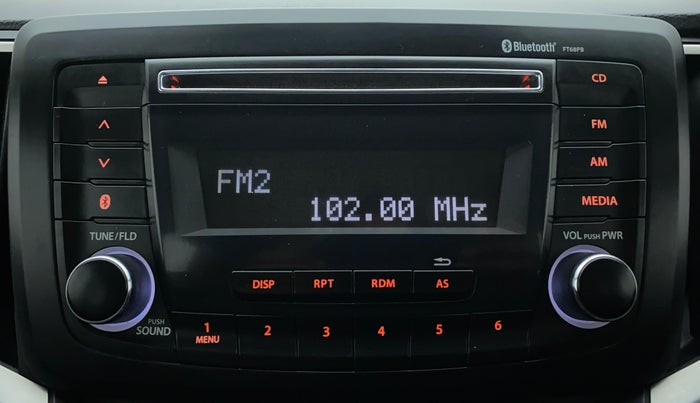 Bluetooth® FT68PB
CD
FM
AM
MEDIA
FM2
102.00 MHz
TUNE/FLD
VOL PUSH PWR
DISP RPT RDM AS
PUSH
SOUND
1 2 3 4 5 6
MENU